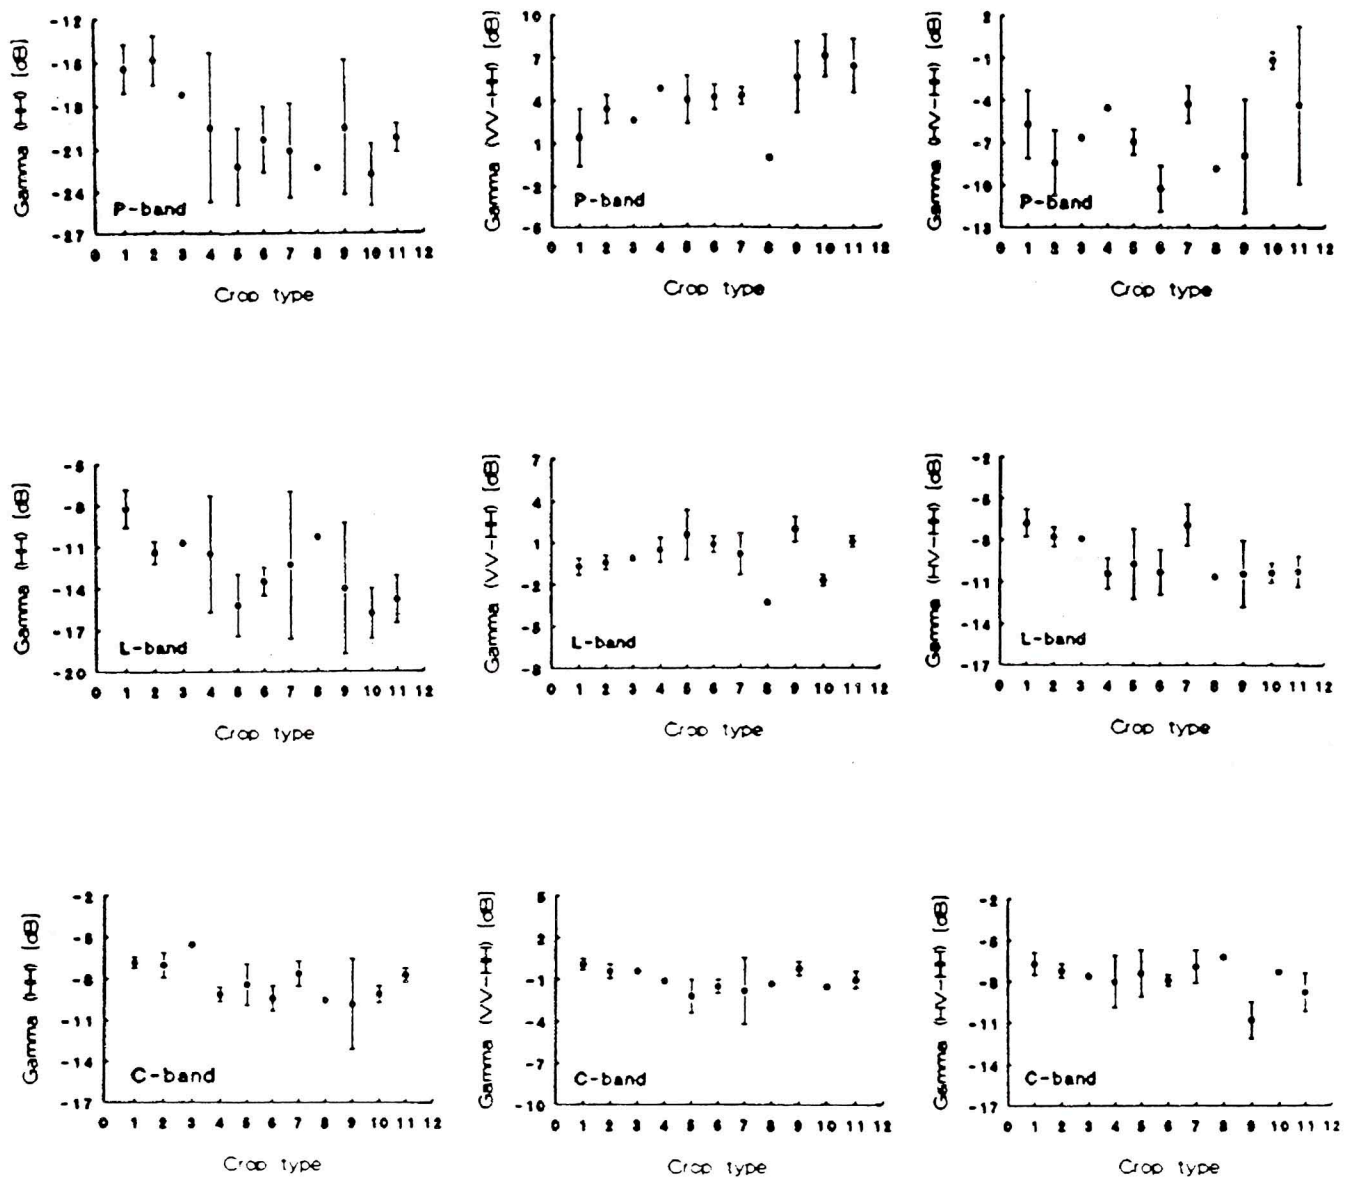 Gamma (HH) [dB]
-12
-15
-18
-21
-24
-27
P-band
0 1 2 3 4 5 6 7 8 9 10 11 12
Crop type
Gamma (VV-HH) [dB]
10
7
4
1
-2
-5
P-band
0 1 2 3 4 5 6 7 8 9 10 11 12
Crop type
Gamma (HV-HH) [dB]
2
-1
-4
-7
-10
-13
P-band
0 1 2 3 4 5 6 7 8 9 10 11 12
Crop type
Gamma (HH) [dB]
-5
-8
-11
-14
-17
-20
L-band
0 1 2 3 4 5 6 7 8 9 10 11 12
Crop type
Gamma (VV-HH) [dB]
7
4
1
-2
-5
-8
L-band
0 1 2 3 4 5 6 7 8 9 10 11 12
Crop type
Gamma (HV-HH) [dB]
-2
-5
-8
-11
-14
-17
L-band
0 1 2 3 4 5 6 7 8 9 10 11 12
Crop type
Gamma (HH) [dB]
-2
-5
-8
-11
-14
-17
C-band
0 1 2 3 4 5 6 7 8 9 10 11 12
Crop type
Gamma (VV-HH) [dB]
5
2
-1
-4
-7
-10
C-band
0 1 2 3 4 5 6 7 8 9 10 11 12
Crop type
Gamma (HV-HH) [dB]
-2
-5
-8
-11
-14
-17
C-band
0 1 2 3 4 5 6 7 8 9 10 11 12
Crop type